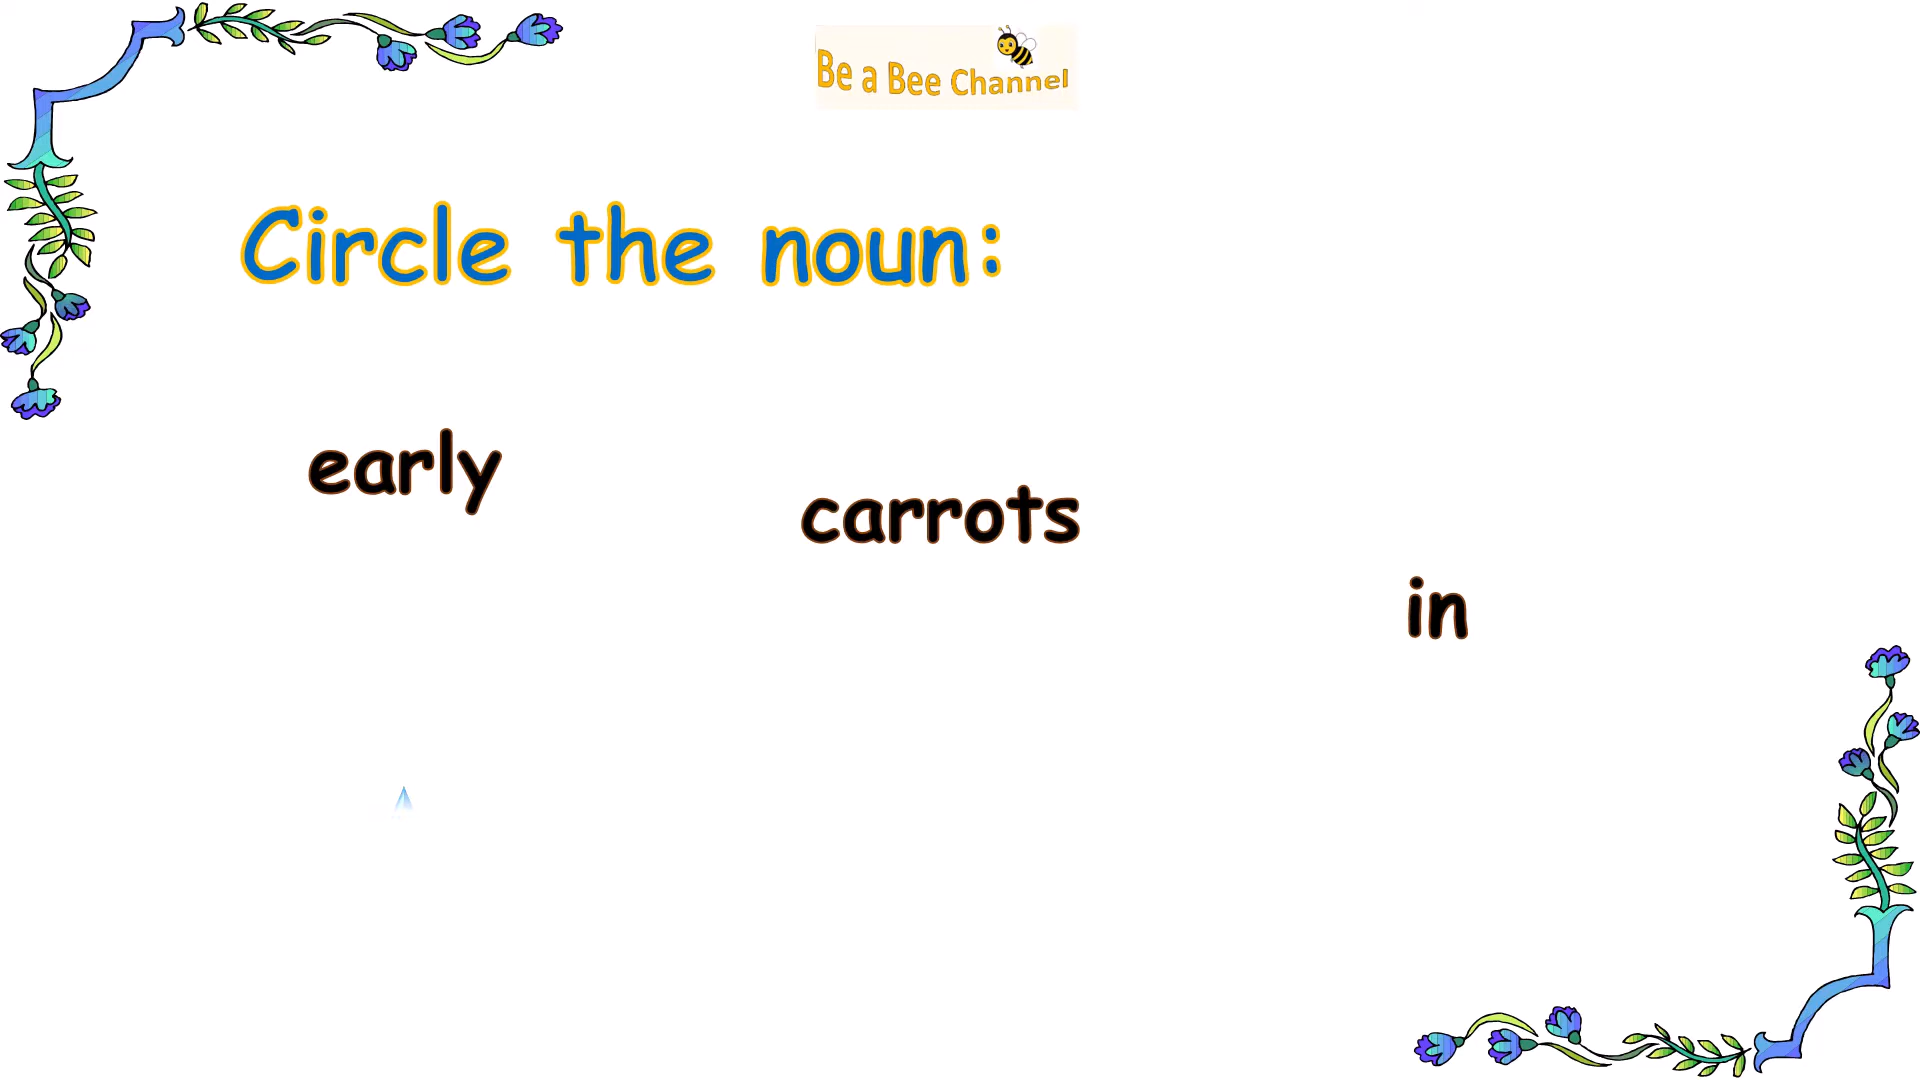 Be a Bee Channel
Circle the noun:
early
carrots
in